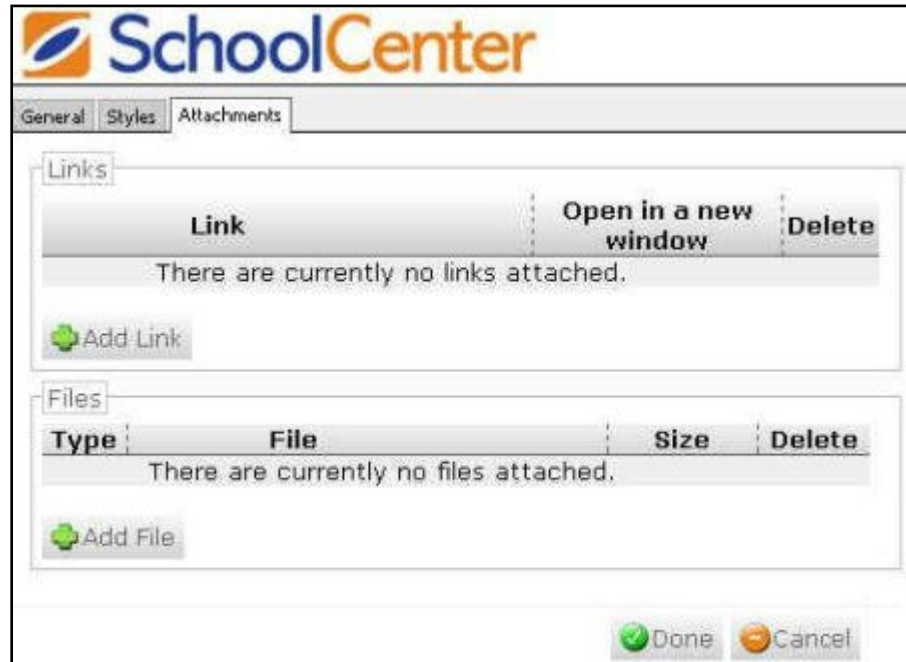 SchoolCenter
General Styles Attachments
Links
Link Open in a new window Delete
There are currently no links attached.
Add Link
Files
Type File Size Delete
There are currently no files attached.
Add File
Done Cancel